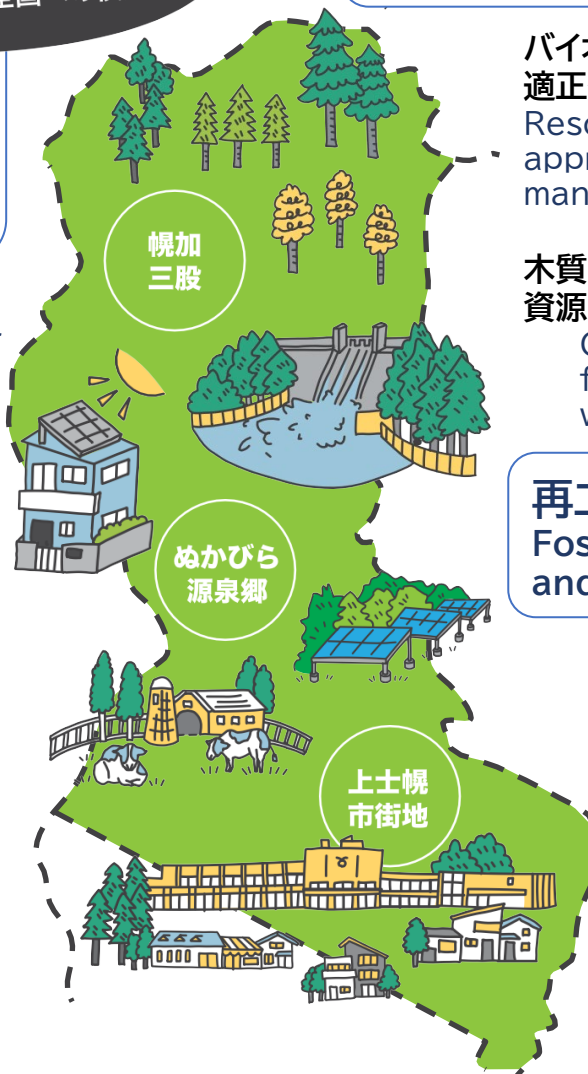 バイ
適正
Reso
appr
man
幌加
三股
木質
資源
ぬかびら
源泉郷
再エ
Fos
and
上士幌
市街地